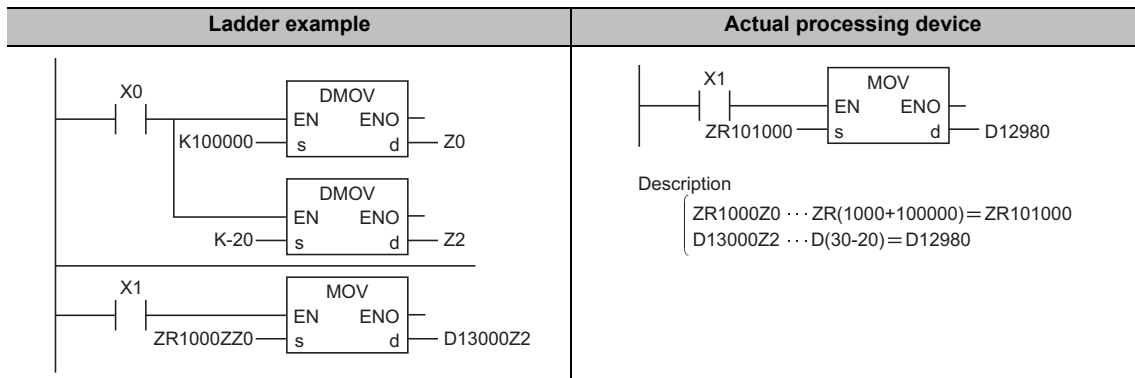 Ladder example
Actual processing device
X0
DMOV
EN ENO
K100000 s d Z0
DMOV
EN ENO
K-20 s d Z2
X1
MOV
EN ENO
ZR1000ZZ0 s d D13000Z2
X1
MOV
EN ENO
ZR101000 s d D12980
Description
ZR1000Z0 ···ZR(1000+100000)=ZR101000
D13000Z2 ···D(30-20)=D12980